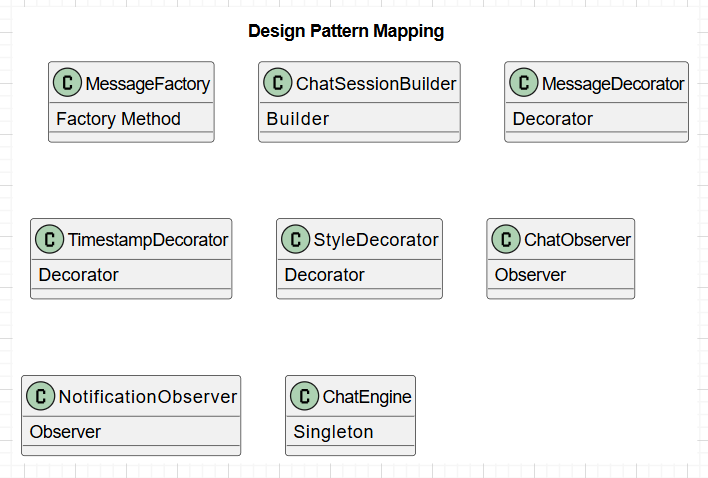 Design Pattern Mapping
C MessageFactory
Factory Method
C ChatSessionBuilder
Builder
C MessageDecorator
Decorator
C TimestampDecorator
Decorator
C StyleDecorator
Decorator
C ChatObserver
Observer
C NotificationObserver
Observer
C ChatEngine
Singleton